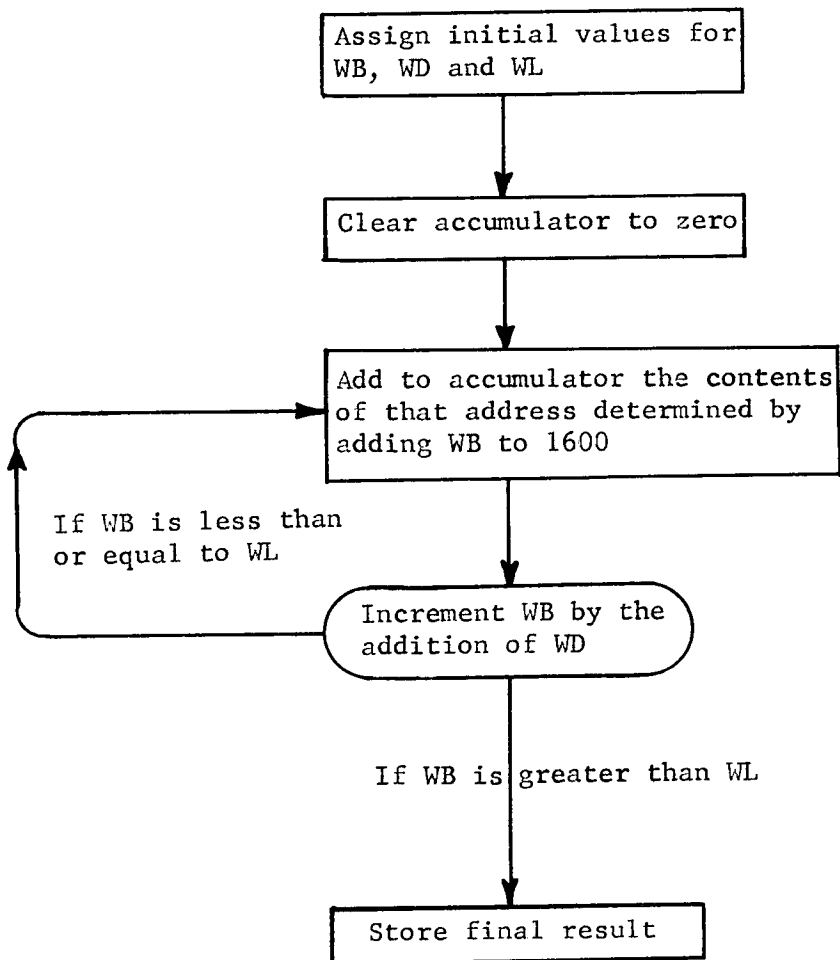 Assign initial values for
WB, WD and WL
Clear accumulator to zero
Add to accumulator the contents
of that address determined by
adding WB to 1600
If WB is less than
or equal to WL
Increment WB by the
addition of WD
If WB is greater than WL
Store final result